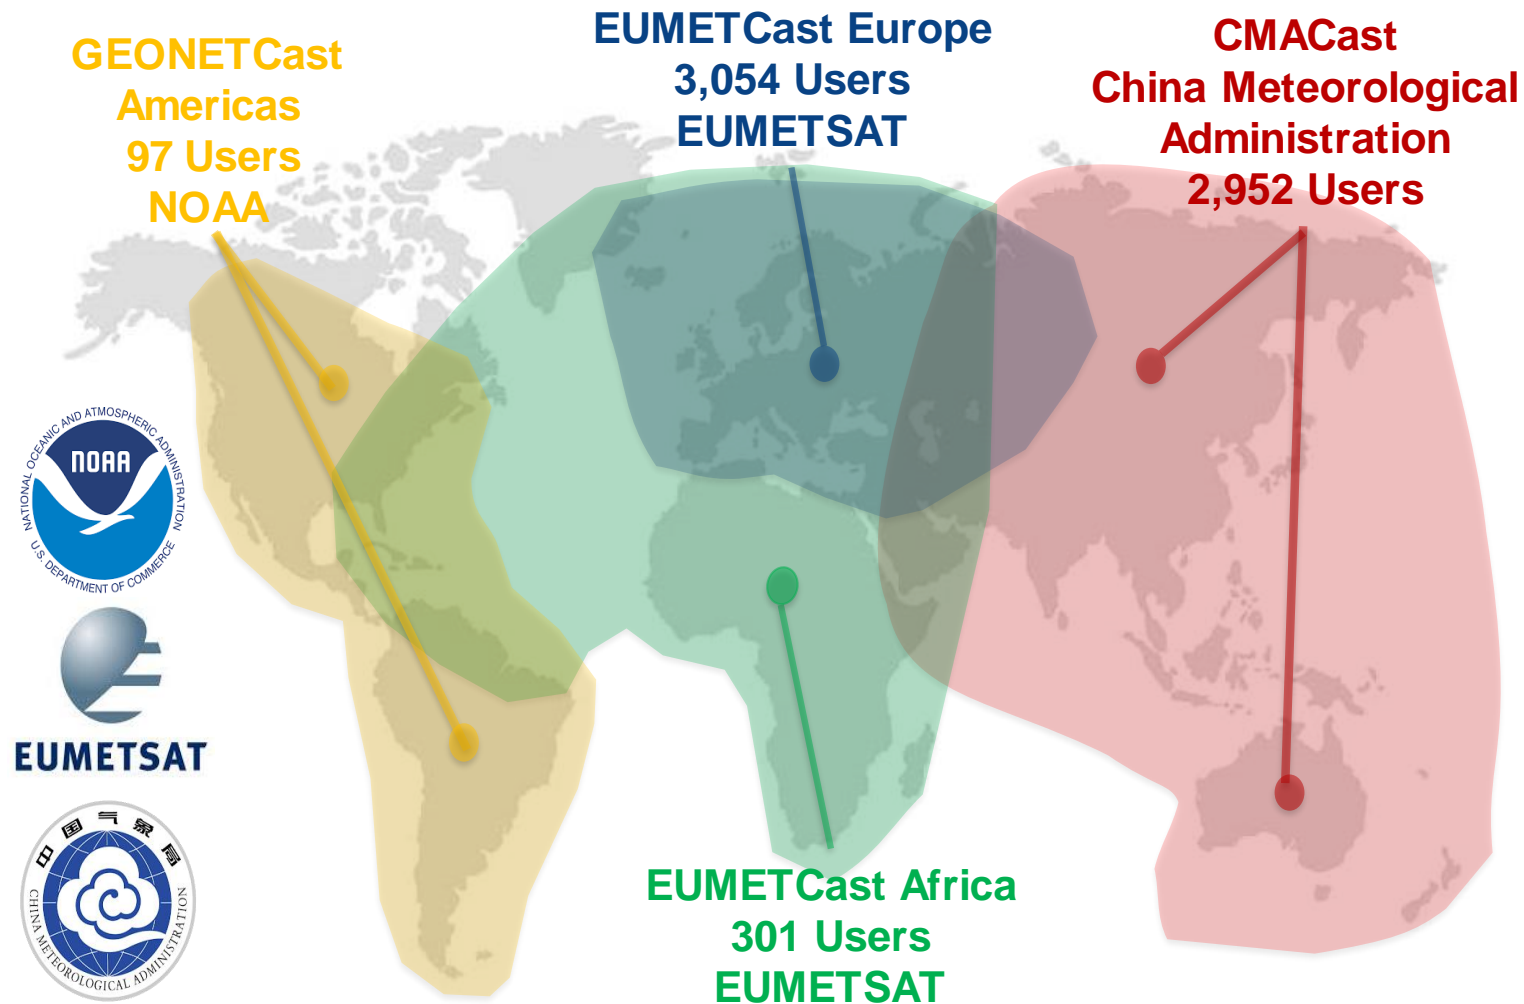 GEONETCast
Americas
97 Users
NOAA
EUMETCast Europe
3,054 Users
EUMETSAT
CMACast
China Meteorological
Administration
2,952 Users
NATIONAL OCEANIC AND ATMOSPHERIC ADMINISTRATION
NOAA
U.S. DEPARTMENT OF COMMERCE
EUMETSAT
中国气象局
CHINA METEOROLOGICAL ADMINISTRATION
EUMETCast Africa
301 Users
EUMETSAT